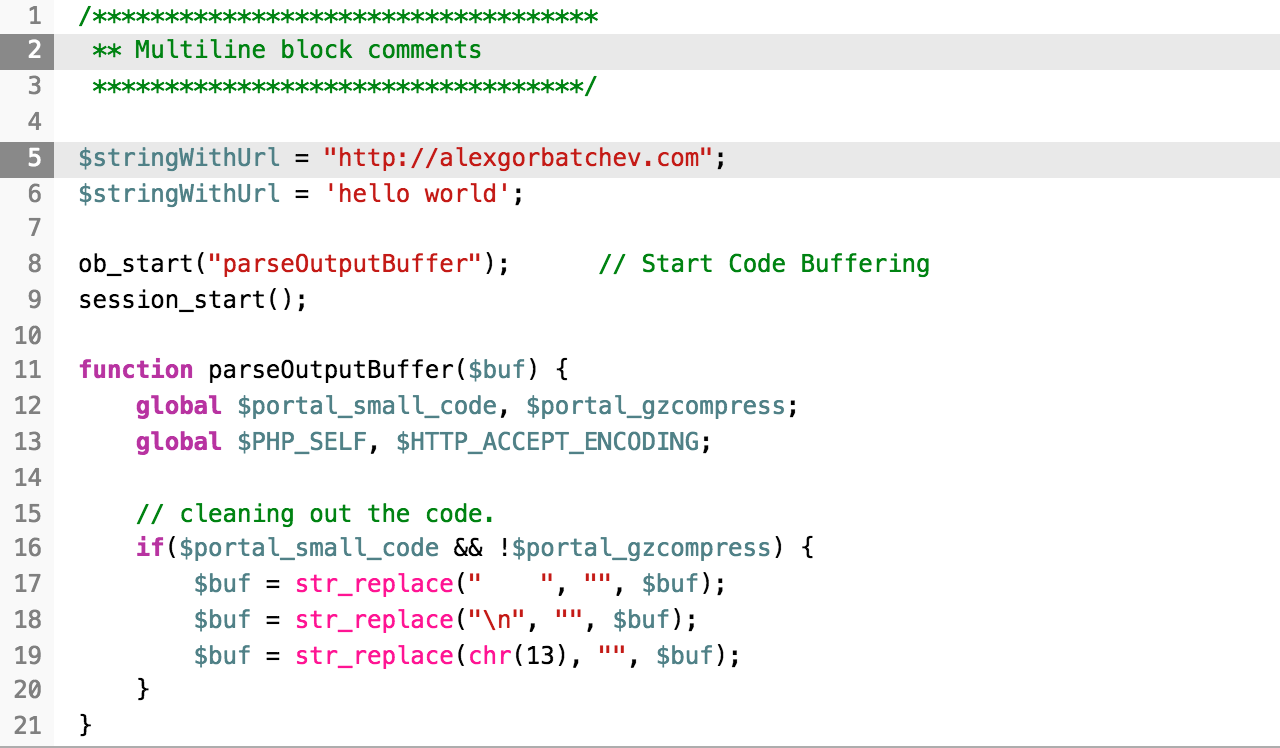 1 /***********************************
2 ** Multiline block comments
3 **********************************/
4
5 $stringWithUrl = "http://alexgorbatchev.com";
6 $stringWithUrl = 'hello world';
7
8 ob_start("parseOutputBuffer");      // Start Code Buffering
9 session_start();
10
11 function parseOutputBuffer($buf) {
12     global $portal_small_code, $portal_gzcompress;
13     global $PHP_SELF, $HTTP_ACCEPT_ENCODING;
14
15     // cleaning out the code.
16     if($portal_small_code && !$portal_gzcompress) {
17         $buf = str_replace("    ", "", $buf);
18         $buf = str_replace("\n", "", $buf);
19         $buf = str_replace(chr(13), "", $buf);
20     }
21 }